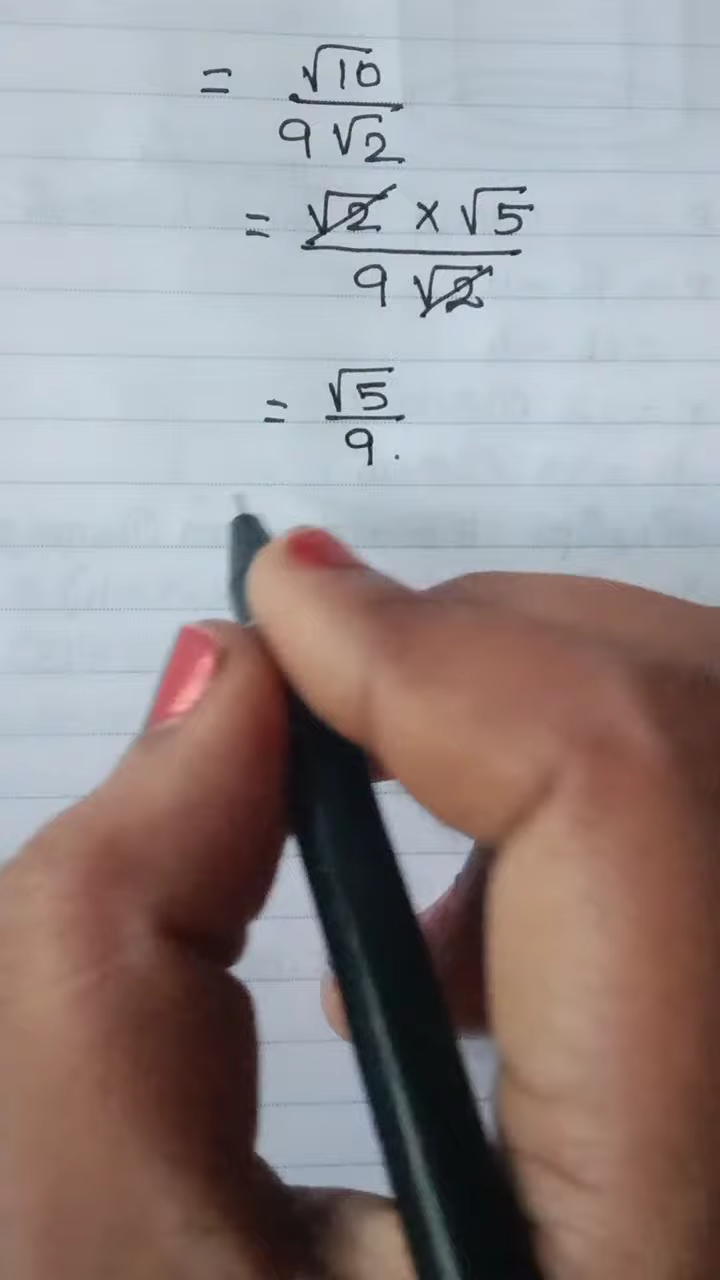 = √10 / 9 √2
= √2 × √5 / 9 √2
= √5 / 9.